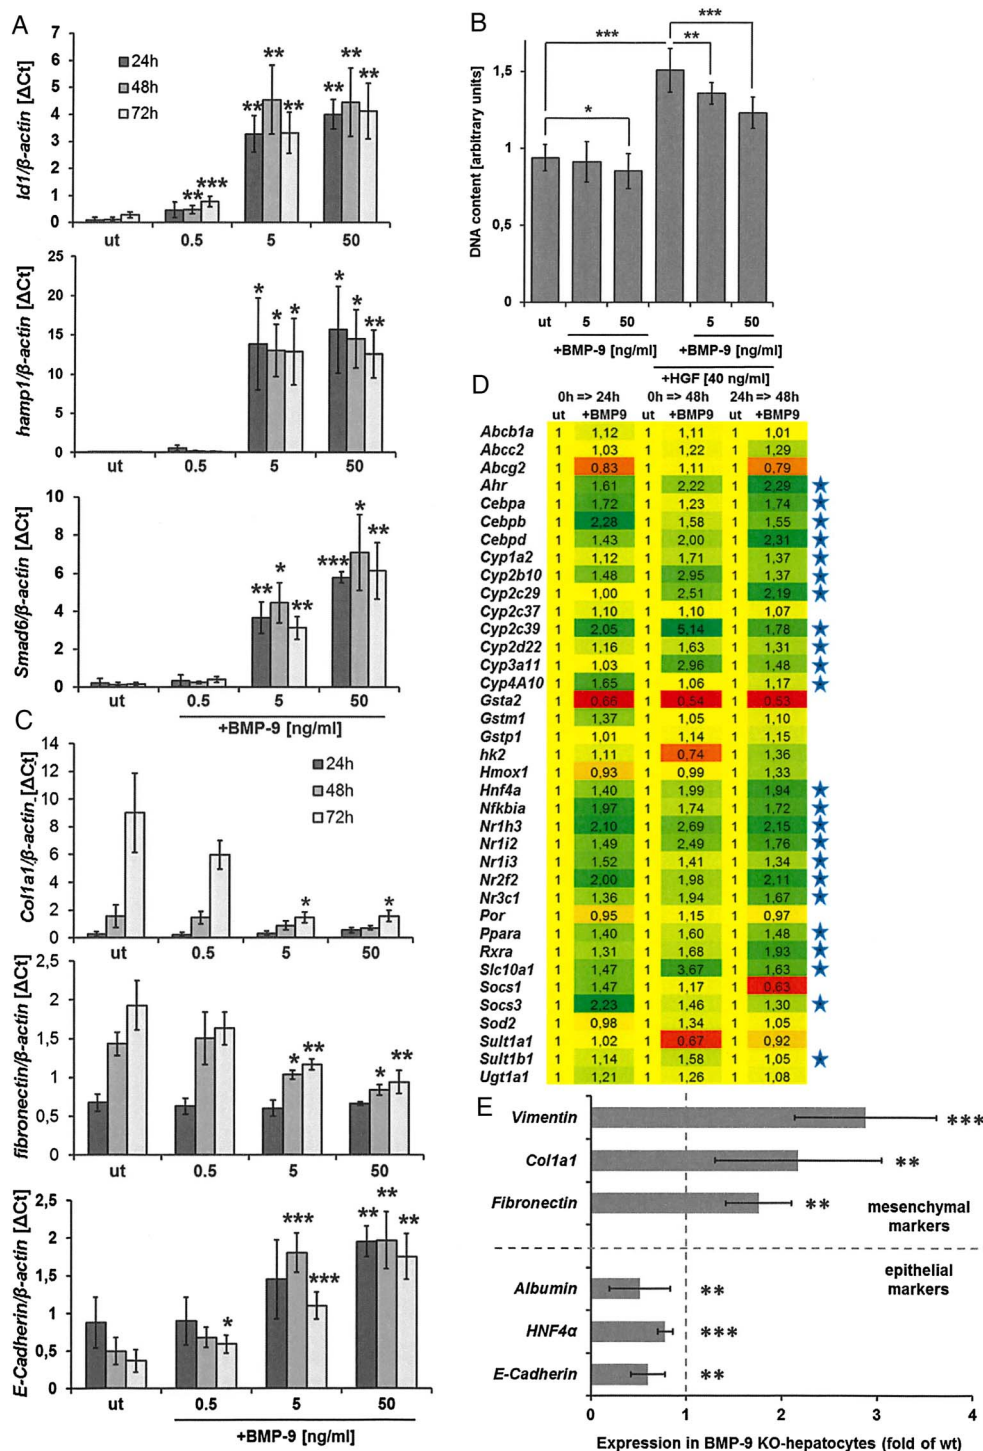 A
Id1/β-actin [ΔCt]
7
6
5
4
3
2
1
0
24h
48h
72h
** *** ** ** ** ** ** **
ut 0.5 5 50
hamp1/β-actin [ΔCt]
25
20
15
10
5
0
* * * * * **
ut 0.5 5 50
Smad6/β-actin [ΔCt]
10
8
6
4
2
0
** * ** *** * **
ut 0.5 5 50
+BMP-9 [ng/ml]
B
DNA content [arbitrary units]
1,5
1
0,5
0
*** *** ** *
ut 5 50 5 50
+BMP-9 [ng/ml] +BMP-9 [ng/ml]
+HGF [40 ng/ml]
C
Col1a1/β-actin [ΔCt]
14
12
10
8
6
4
2
0
24h
48h
72h
* *
ut 0.5 5 50
fibronectin/β-actin [ΔCt]
2,5
2
1,5
1
0,5
0
* ** * **
ut 0.5 5 50
E-Cadherin/β-actin [ΔCt]
2,5
2
1,5
1
0,5
0
* *** *** ** ** **
ut 0.5 5 50
+BMP-9 [ng/ml]
D
0h => 24h 0h => 48h 24h => 48h
ut +BMP9 ut +BMP9 ut +BMP9
Abcb1a 1 1,12 1 1,11 1 1,01
Abcc2 1 1,03 1 1,22 1 1,29
Abcg2 1 0,83 1 1,11 1 0,79
Ahr 1 1,61 1 2,22 1 2,29
Cebpa 1 1,72 1 1,23 1 1,74
Cebpb 1 2,28 1 1,58 1 1,55
Cebpd 1 1,43 1 2,00 1 2,31
Cyp1a2 1 1,12 1 1,71 1 1,37
Cyp2b10 1 1,48 1 2,95 1 1,37
Cyp2c29 1 1,00 1 2,51 1 2,19
Cyp2c37 1 1,10 1 1,10 1 1,07
Cyp2c39 1 2,05 1 5,14 1 1,78
Cyp2d22 1 1,16 1 1,63 1 1,31
Cyp3a11 1 1,03 1 2,96 1 1,48
Cyp4A10 1 1,65 1 1,06 1 1,17
Gsta2 1 0,66 1 0,54 1 0,53
Gstm1 1 1,37 1 1,05 1 1,10
Gstp1 1 1,01 1 1,14 1 1,15
hk2 1 1,11 1 0,74 1 1,36
Hmox1 1 0,93 1 0,99 1 1,33
Hnf4a 1 1,40 1 1,99 1 1,94
Nfkbia 1 1,97 1 1,74 1 1,72
Nr1h3 1 2,10 1 2,69 1 2,15
Nr1i2 1 1,49 1 2,49 1 1,76
Nr1i3 1 1,52 1 1,41 1 1,34
Nr2f2 1 2,00 1 1,98 1 2,11
Nr3c1 1 1,36 1 1,94 1 1,67
Por 1 0,95 1 1,15 1 0,97
Ppara 1 1,40 1 1,60 1 1,48
Rxra 1 1,31 1 1,68 1 1,93
Slc10a1 1 1,47 1 3,67 1 1,63
Socs1 1 1,47 1 1,17 1 0,63
Socs3 1 2,23 1 1,46 1 1,30
Sod2 1 0,98 1 1,34 1 1,05
Sult1a1 1 1,02 1 0,67 1 0,92
Sult1b1 1 1,14 1 1,58 1 1,05
Ugt1a1 1 1,21 1 1,26 1 1,08
E
Vimentin ***
Col1a1 **
Fibronectin **
mesenchymal
markers
epithelial
markers
Albumin **
HNF4α ***
E-Cadherin **
0 1 2 3 4
Expression in BMP-9 KO-hepatocytes (fold of wt)